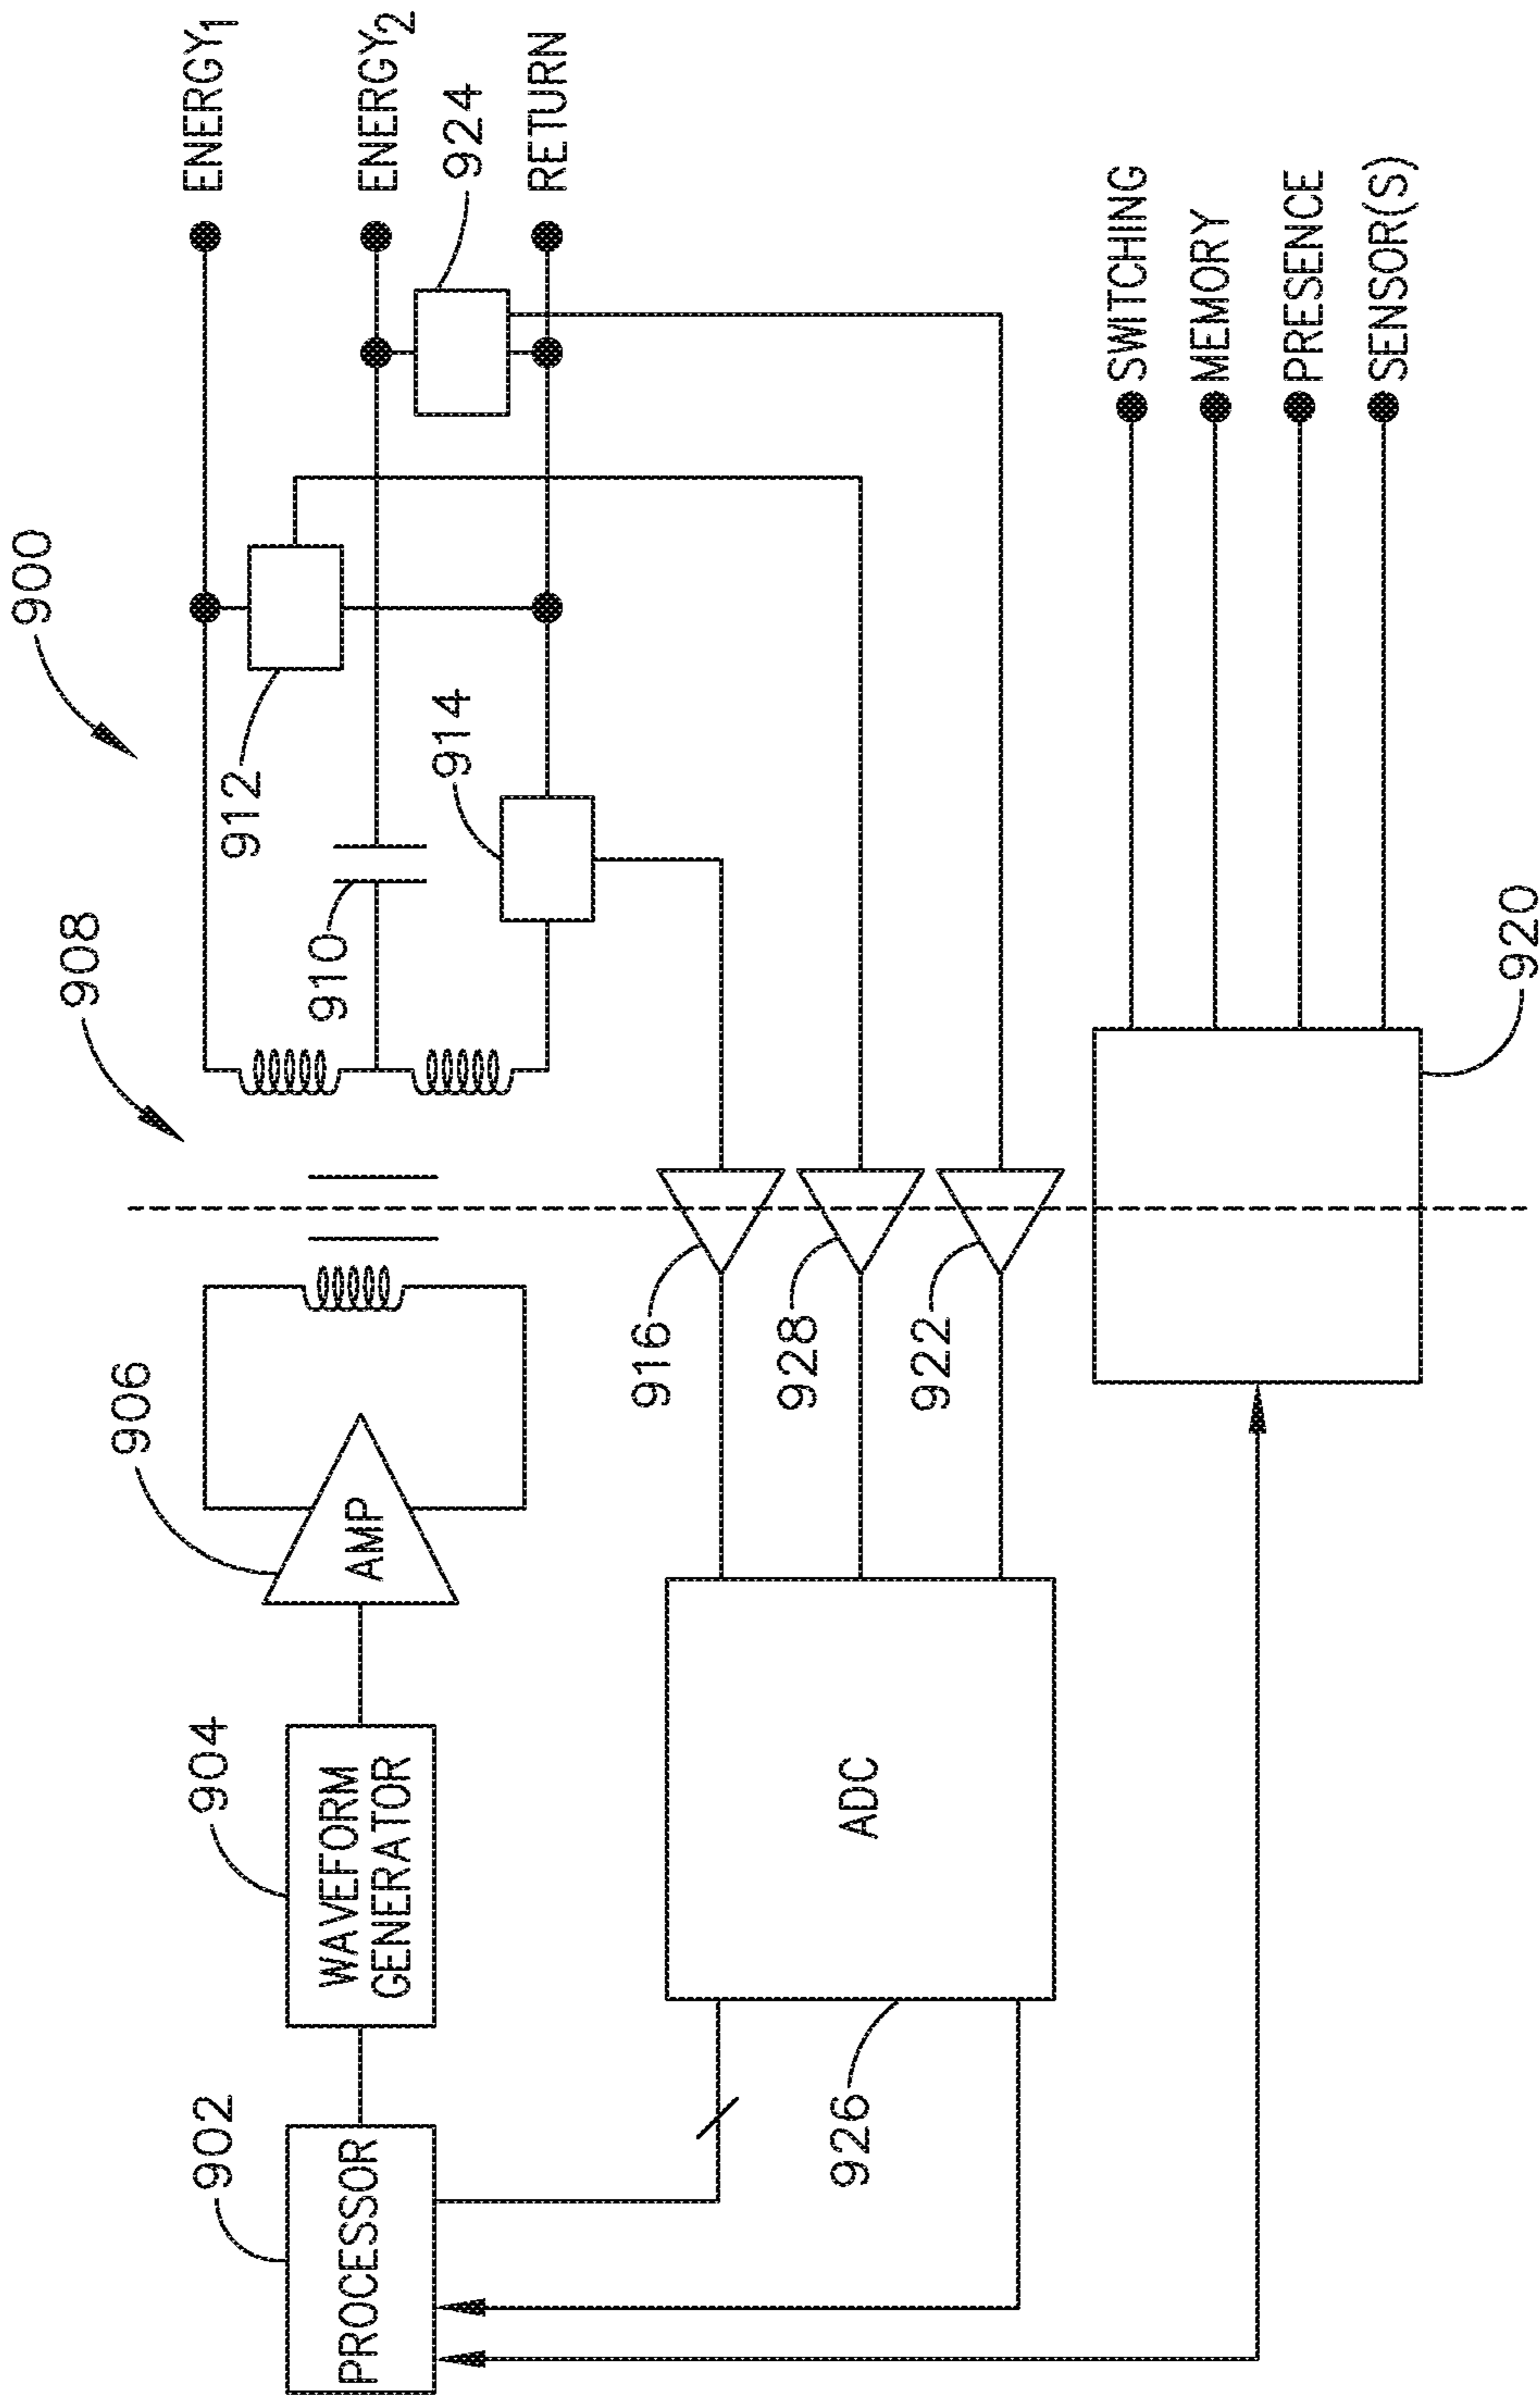 900
908
ENERGY1
ENERGY2
924
RETURN
912
914
910
906
AMP
904
WAVEFORM
GENERATOR
902
PROCESSOR
916
928
922
ADC
926
SWITCHING
MEMORY
PRESENCE
SENSOR(S)
920